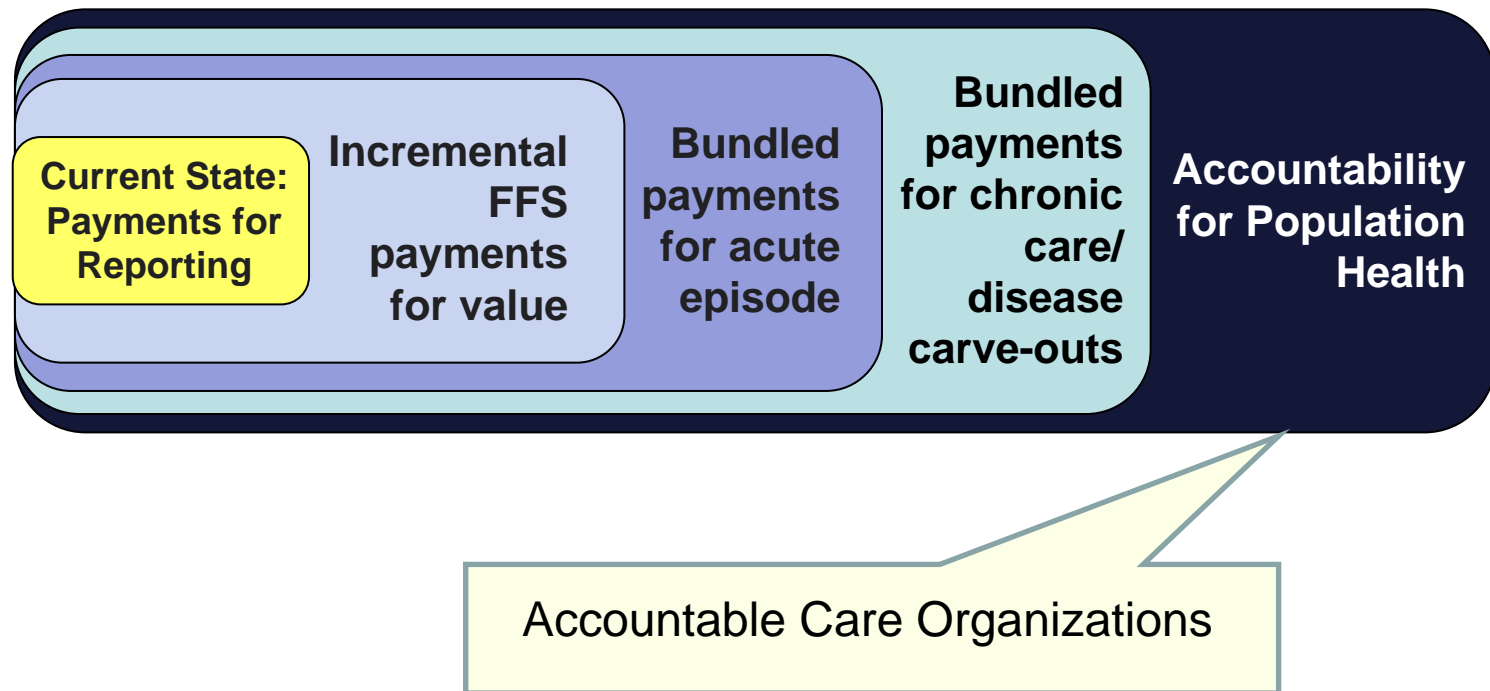 Current State:
Payments for
Reporting
Incremental
FFS
payments
for value
Bundled
payments
for acute
episode
Bundled
payments
for chronic
care/
disease
carve-outs
Accountability
for Population
Health
Accountable Care Organizations